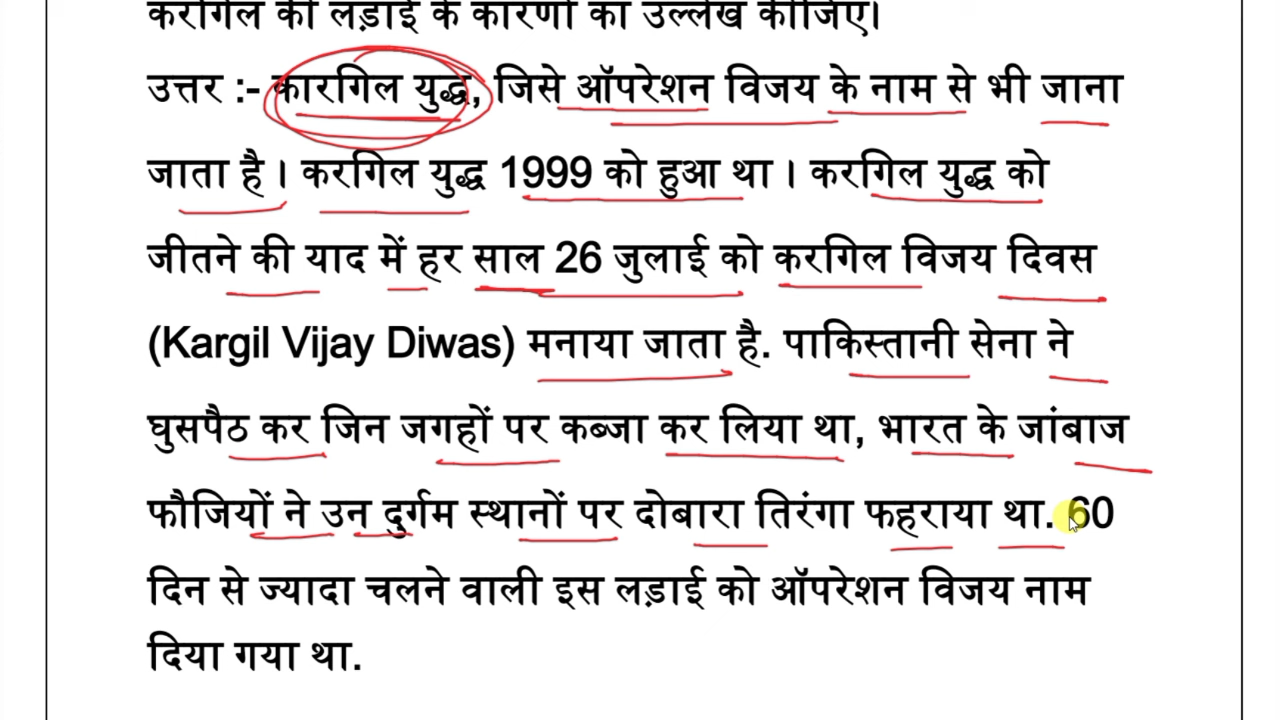 करगिल की लड़ाई के कारणों का उल्लेख कीजिए।
उत्तर :- कारगिल युद्ध, जिसे ऑपरेशन विजय के नाम से भी जाना
जाता है। करगिल युद्ध 1999 को हुआ था। करगिल युद्ध को
जीतने की याद में हर साल 26 जुलाई को करगिल विजय दिवस
(Kargil Vijay Diwas) मनाया जाता है. पाकिस्तानी सेना ने
घुसपैठ कर जिन जगहों पर कब्जा कर लिया था, भारत के जांबाज
फौजियों ने उन दुर्गम स्थानों पर दोबारा तिरंगा फहराया था. 60
दिन से ज्यादा चलने वाली इस लड़ाई को ऑपरेशन विजय नाम
दिया गया था.